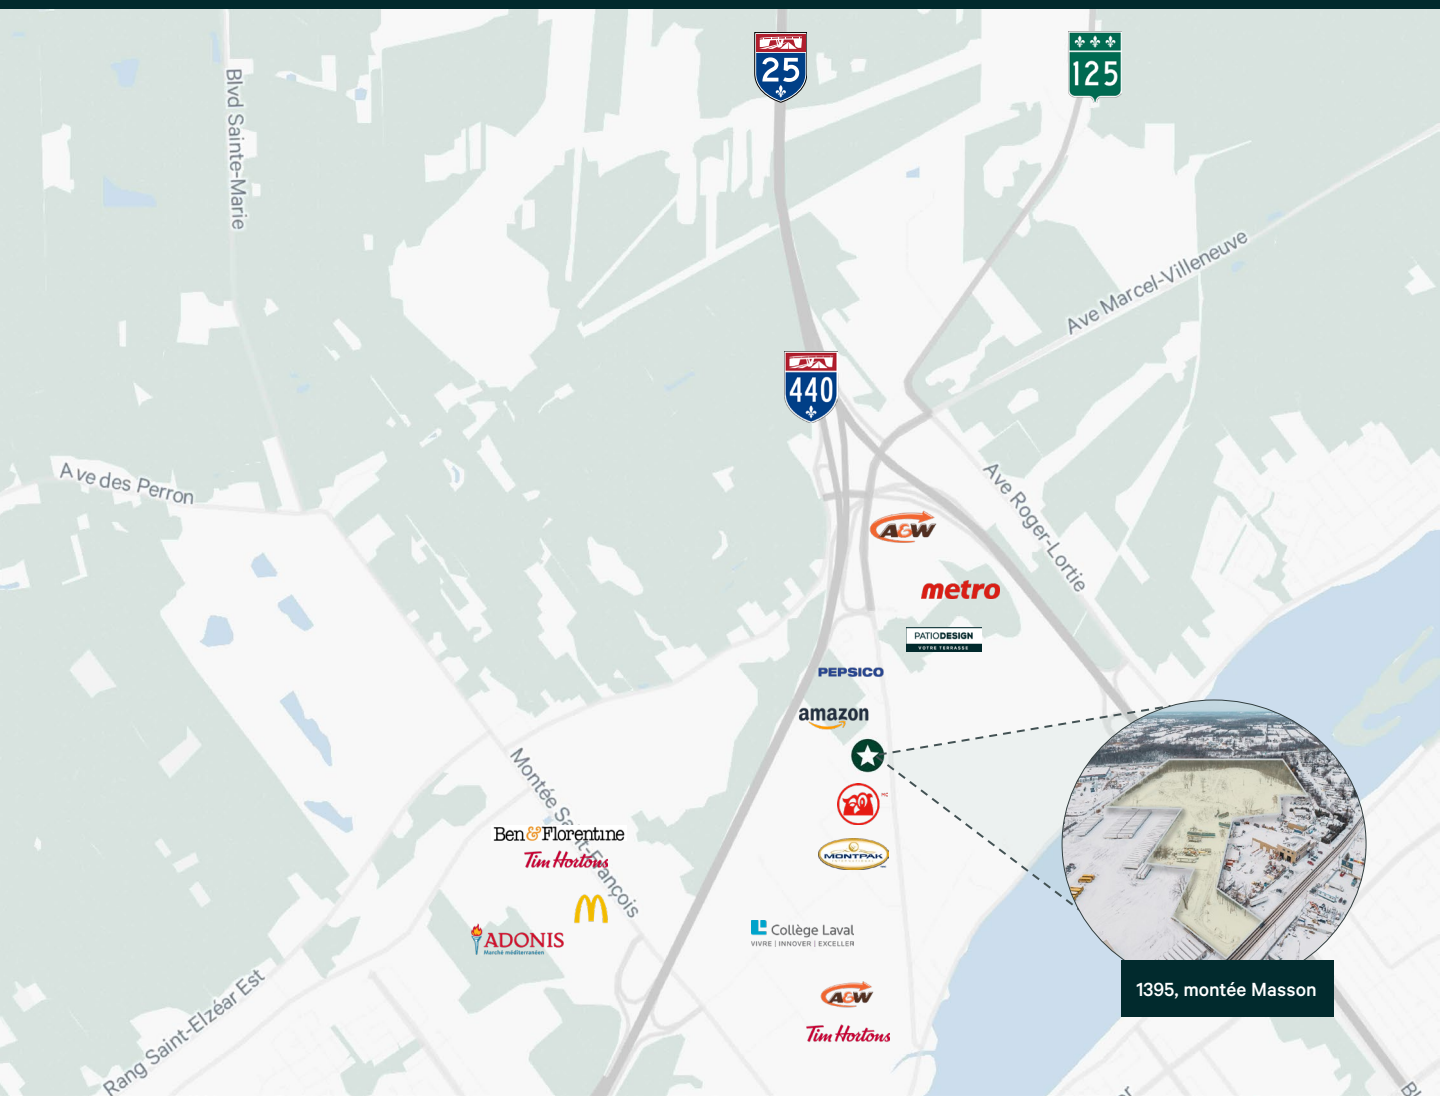 25
125
Blvd Sainte-Marie
Ave Marcel-Villeneuve
440
Ave des Perron
Ave Roger-Lortie
A&W
metro
PATIODESIGN
VOTRE TERRASSE
PEPSICO
amazon
Montée Saint-François
MC
Ben&Florentine
Tim Hortons
MONTPAK
Collège Laval
VIVRE | INNOVER | EXCELLER
ADONIS
Marché méditerranéen
Rang Saint-Elzéar Est
A&W
Tim Hortons
1395, montée Masson